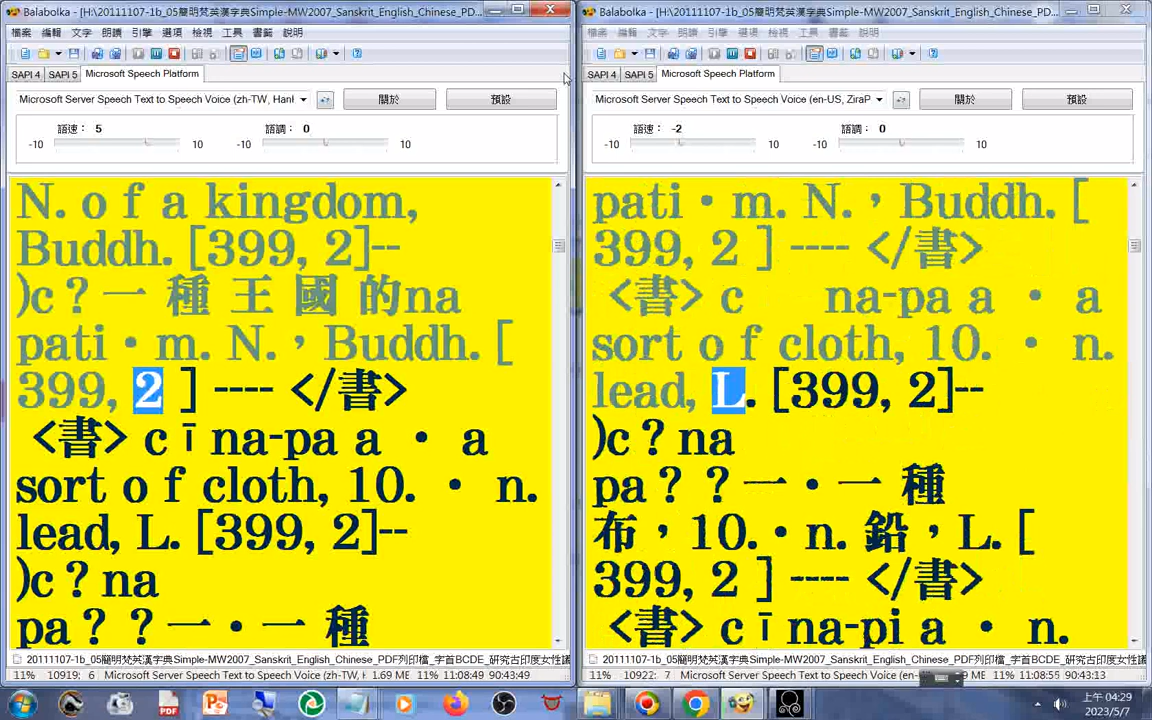 Balabolka - [H:\20111107-1b_05簡明梵英漢字典Simple-MW2007_Sanskrit_English_Chinese_PD...
檔案 編輯 文字 朗讀 引擎 選項 檢視 工具 書籤 說明
SAPI 4 SAPI 5 Microsoft Speech Platform
Microsoft Server Speech Text to Speech Voice (zh-TW, HanI 關於 預設
語速： 5 語調： 0
-10 10 -10 10
N. o f a kingdom,
Buddh. [399, 2]--
)c？一 種 王 國 的na
pati • m. N.，Buddh. [
399, 2 ] ---- </書>
<書> c ī na-pa a • a
sort o f cloth, 10. • n.
lead, L. [399, 2]--
)c？na
pa？？一•一 種
20111107-1b_05簡明梵英漢字典Simple-MW2007_Sanskrit_English_Chinese_PDF列印檔_字首BCDE_研究古印度女性議
11% 10919: 6 Microsoft Server Speech Text to Speech Voice (zh-TW, 1.69 MB 11% 11:08:49 90:43:49
Balabolka - [H:\20111107-1b_05簡明梵英漢字典Simple-MW2007_Sanskrit_English_Chinese_PD...
檔案 編輯 文字 朗讀 引擎 選項 檢視 工具 書籤 說明
SAPI 4 SAPI 5 Microsoft Speech Platform
Microsoft Server Speech Text to Speech Voice (en-US, ZiraP 關於 預設
語速： -2 語調： 0
-10 10 -10 10
pati • m. N.，Buddh. [
399, 2 ] ---- </書>
<書> c na-pa a • a
sort o f cloth, 10. • n.
lead, L. [399, 2]--
)c？na
pa？？一•一 種
布，10.•n. 鉛，L. [
399, 2 ] ---- </書>
<書> c ī na-pi a • n.
20111107-1b_05簡明梵英漢字典Simple-MW2007_Sanskrit_English_Chinese_PDF列印檔_字首BCDE_研究古印度女性議
11% 10922: 7 Microsoft Server Speech Text to Speech Voice (en-US, 11% 11:08:55 90:43:13
上午 04:29
2023/5/7